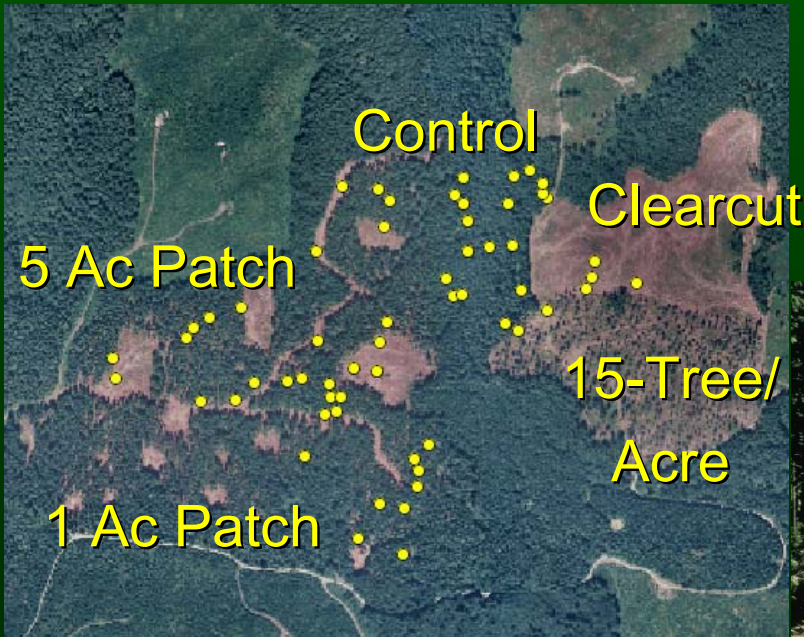 Control
Clearcut
5 Ac Patch
15-Tree/
Acre
1 Ac Patch